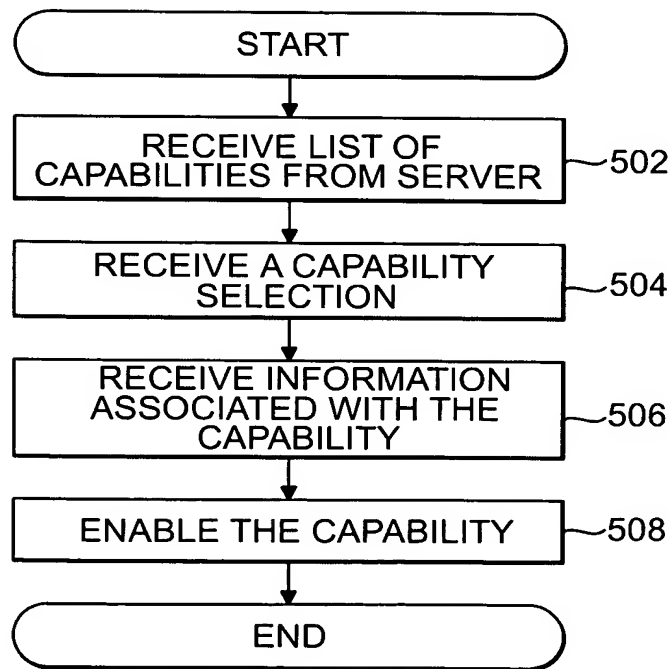 START
RECEIVE LIST OF
CAPABILITIES FROM SERVER
502
RECEIVE A CAPABILITY
SELECTION
504
RECEIVE INFORMATION
ASSOCIATED WITH THE
CAPABILITY
506
ENABLE THE CAPABILITY
508
END